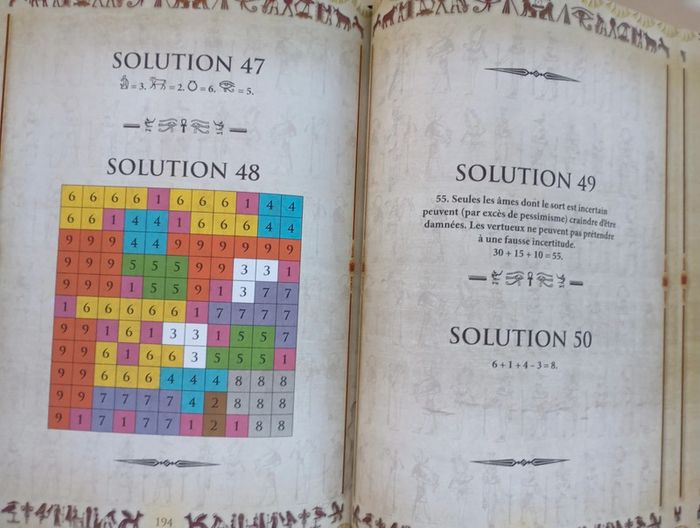 SOLUTION 47
= 3, = 2, = 6, = 5.
SOLUTION 48
6 6 6 6 1 6 6 6 1 4 4
6 6 1 4 4 1 6 6 6 4 4
9 9 9 4 4 9 9 9 9 9 9
9 9 9 5 5 5 9 9 3 3 1
9 9 9 1 5 5 9 1 3 7 7
1 6 6 6 6 6 1 7 7 7 7
9 9 1 6 1 3 3 1 5 5 7
9 9 6 1 6 6 3 5 5 5 1
9 9 6 6 6 4 4 4 8 8 8
9 9 7 7 7 7 4 2 8 8 8
9 1 7 1 7 7 1 2 1 8 8
194
SOLUTION 49
55. Seules les âmes dont le sort est incertain
peuvent (par excès de pessimisme) craindre d'être
damnées. Les vertueux ne peuvent pas prétendre
à une fausse incertitude.
30 + 15 + 10 = 55.
SOLUTION 50
6 + 1 + 4 - 3 = 8.